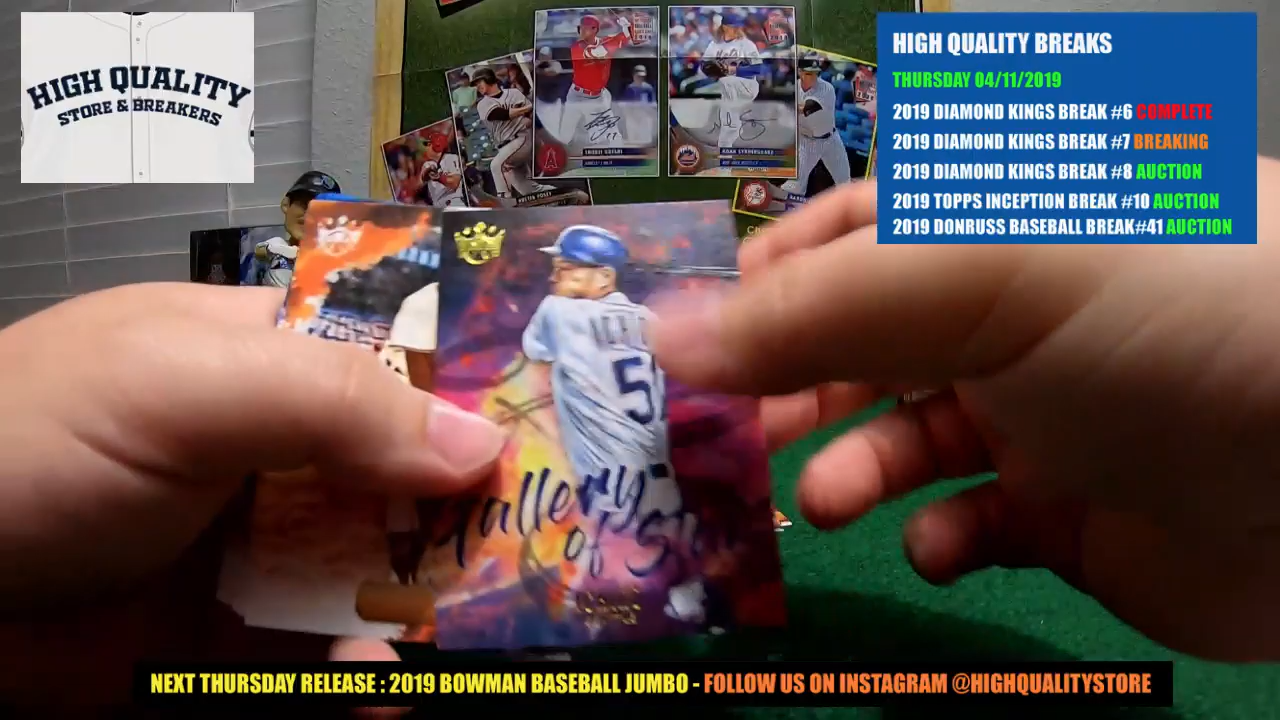 HIGH QUALITY
STORE & BREAKERS
HIGH QUALITY BREAKS
THURSDAY 04/11/2019
2019 DIAMOND KINGS BREAK #6 COMPLETE
2019 DIAMOND KINGS BREAK #7 BREAKING
2019 DIAMOND KINGS BREAK #8 AUCTION
2019 TOPPS INCEPTION BREAK #10 AUCTION
2019 DONRUSS BASEBALL BREAK#41 AUCTION
Gallery
of
NEXT THURSDAY RELEASE : 2019 BOWMAN BASEBALL JUMBO - FOLLOW US ON INSTAGRAM @HIGHQUALITYSTORE